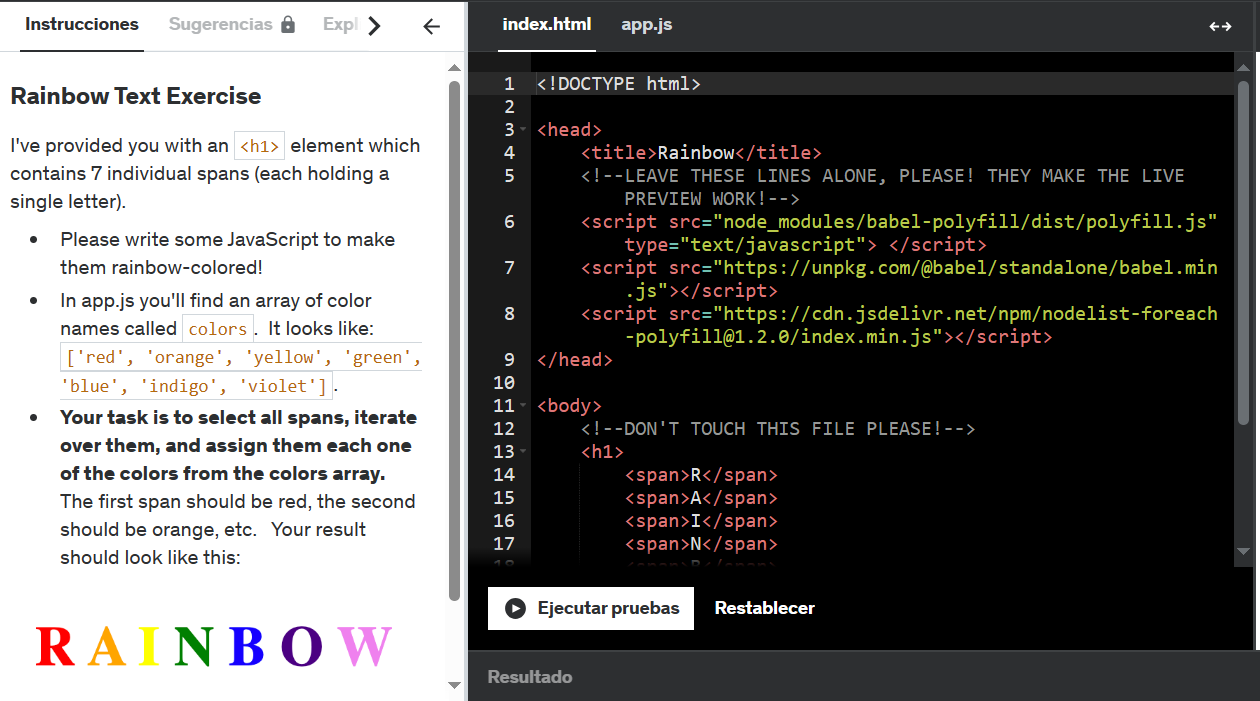 Instrucciones
Sugerencias
Expl
Rainbow Text Exercise
I've provided you with an <h1> element which
contains 7 individual spans (each holding a
single letter).
Please write some JavaScript to make
them rainbow-colored!
In app.js you'll find an array of color
names called colors. It looks like:
['red', 'orange', 'yellow', 'green',
'blue', 'indigo', 'violet'].
Your task is to select all spans, iterate
over them, and assign them each one
of the colors from the colors array.
The first span should be red, the second
should be orange, etc. Your result
should look like this:
R A I N B O W
index.html
app.js
1 <!DOCTYPE html>
2
3 <head>
4 <title>Rainbow</title>
5 <!--LEAVE THESE LINES ALONE, PLEASE! THEY MAKE THE LIVE
PREVIEW WORK!-->
6 <script src="node_modules/babel-polyfill/dist/polyfill.js"
type="text/javascript"> </script>
7 <script src="https://unpkg.com/@babel/standalone/babel.min
.js"></script>
8 <script src="https://cdn.jsdelivr.net/npm/nodelist-foreach
-polyfill@1.2.0/index.min.js"></script>
9 </head>
10
11 <body>
12 <!--DON'T TOUCH THIS FILE PLEASE!-->
13 <h1>
14 <span>R</span>
15 <span>A</span>
16 <span>I</span>
17 <span>N</span>
18 <span>B</span>
Ejecutar pruebas
Restablecer
Resultado